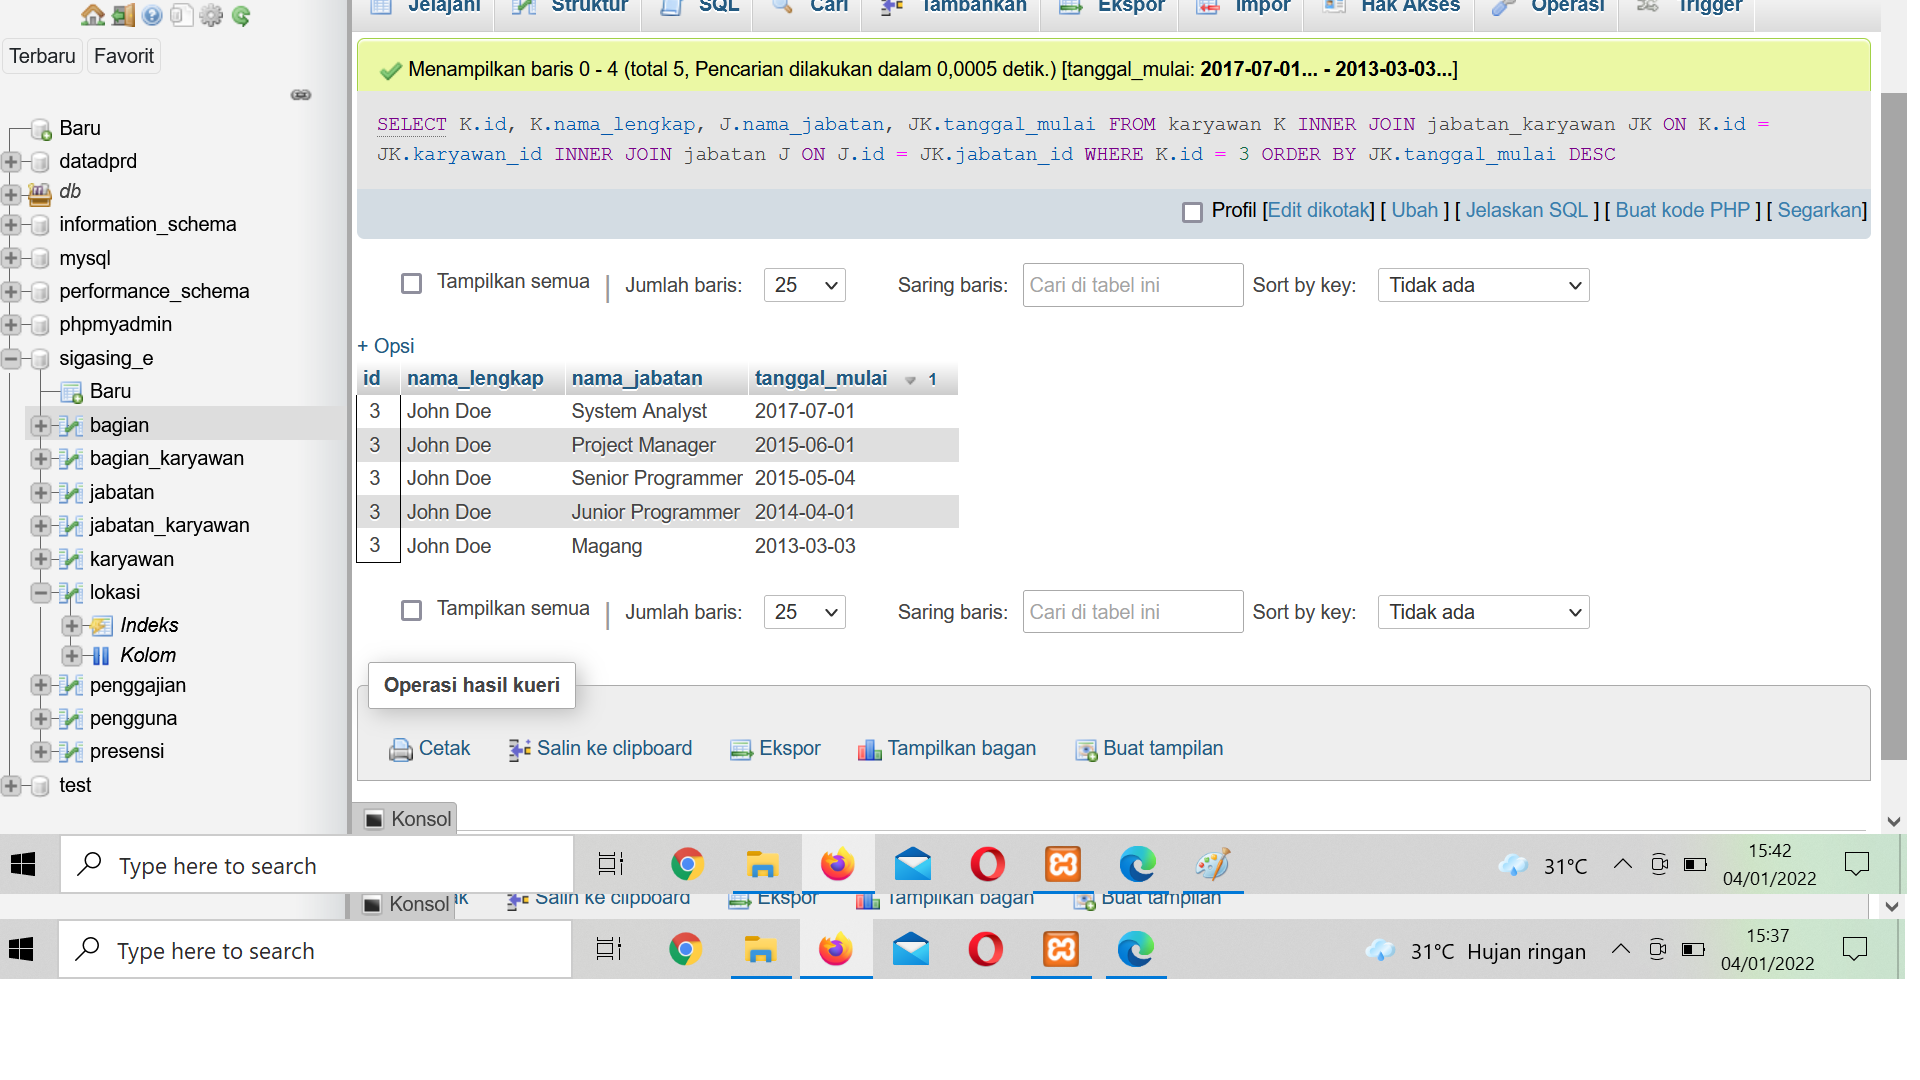 Jelajahi Struktur SQL Cari Tambahkan Ekspor Impor Hak Akses Operasi Trigger
Terbaru Favorit
Baru
datadprd
db
information_schema
mysql
performance_schema
phpmyadmin
sigasing_e
Baru
bagian
bagian_karyawan
jabatan
jabatan_karyawan
karyawan
lokasi
Indeks
Kolom
penggajian
pengguna
presensi
test
Menampilkan baris 0 - 4 (total 5, Pencarian dilakukan dalam 0,0005 detik.) [tanggal_mulai: 2017-07-01... - 2013-03-03...]
SELECT K.id, K.nama_lengkap, J.nama_jabatan, JK.tanggal_mulai FROM karyawan K INNER JOIN jabatan_karyawan JK ON K.id =
JK.karyawan_id INNER JOIN jabatan J ON J.id = JK.jabatan_id WHERE K.id = 3 ORDER BY JK.tanggal_mulai DESC
Profil [Edit dikotak] [ Ubah ] [ Jelaskan SQL ] [ Buat kode PHP ] [ Segarkan]
Tampilkan semua | Jumlah baris: 25 Saring baris: Cari di tabel ini Sort by key: Tidak ada
+ Opsi
id nama_lengkap nama_jabatan tanggal_mulai 1
3 John Doe System Analyst 2017-07-01
3 John Doe Project Manager 2015-06-01
3 John Doe Senior Programmer 2015-05-04
3 John Doe Junior Programmer 2014-04-01
3 John Doe Magang 2013-03-03
Tampilkan semua | Jumlah baris: 25 Saring baris: Cari di tabel ini Sort by key: Tidak ada
Operasi hasil kueri
Cetak Salin ke clipboard Ekspor Tampilkan bagan Buat tampilan
Konsol
Type here to search 31°C 15:42
04/01/2022
Konsol ak Salin ke clipboard Ekspor Tampilkan bagan Buat tampilan
Type here to search 31°C Hujan ringan 15:37
04/01/2022